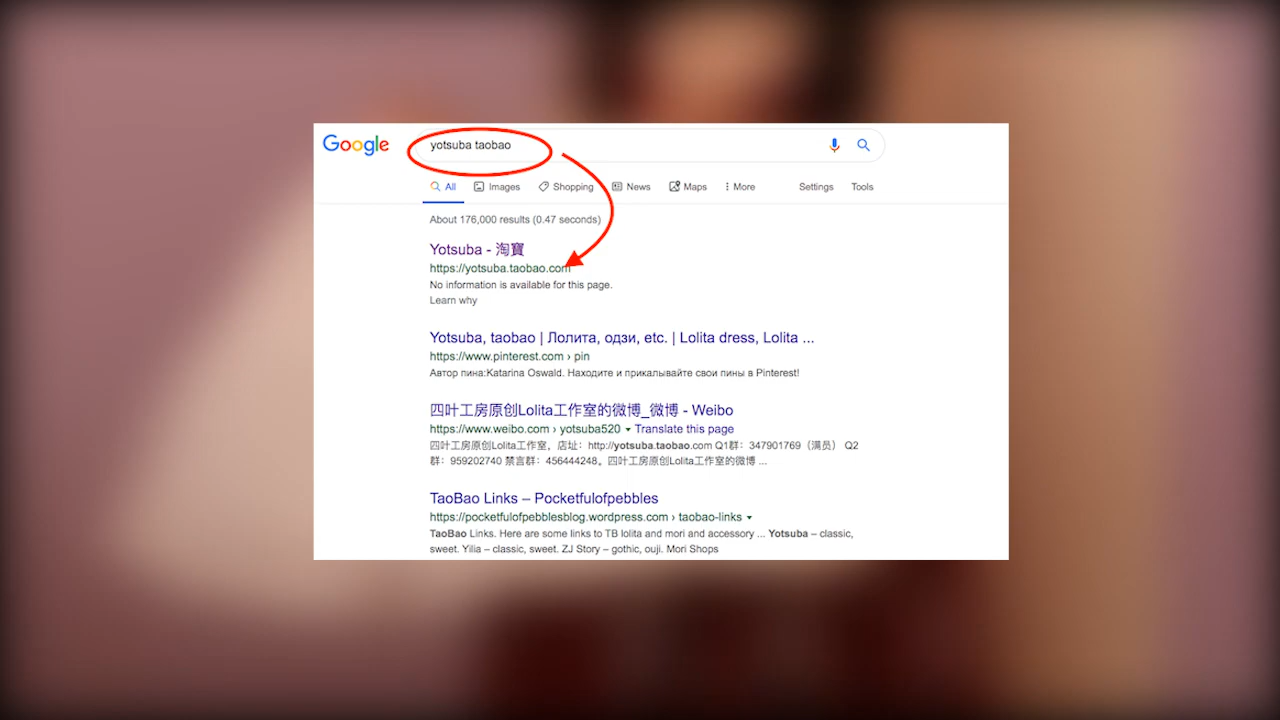 Google
yotsuba taobao
All Images Shopping News Maps More Settings Tools
About 176,000 results (0.47 seconds)
Yotsuba - 淘寶
https://yotsuba.taobao.com
No information is available for this page.
Learn why
Yotsuba, taobao | Лолита, одзи, etc. | Lolita dress, Lolita ...
https://www.pinterest.com › pin
Автор пина:Katarina Oswald. Находите и прикалывайте свои пины в Pinterest!
四叶工房原创Lolita工作室的微博_微博 - Weibo
https://www.weibo.com › yotsuba520 Translate this page
四叶工房原创Lolita工作室，店址：http://yotsuba.taobao.com Q1群：347901769（满员） Q2
群：959202740 禁言群：456444248。四叶工房原创Lolita工作室的微博 ...
TaoBao Links – Pocketfulofpebbles
https://pocketfulofpebblesblog.wordpress.com › taobao-links
TaoBao Links. Here are some links to TB lolita and mori and accessory ... Yotsuba – classic,
sweet. Yilia – classic, sweet. ZJ Story – gothic, ouji. Mori Shops